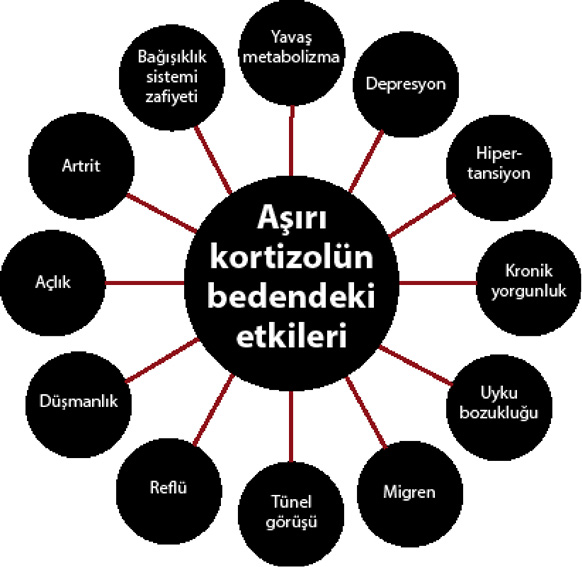 Aşırı
kortizolün
bedendeki
etkileri
Yavaş
metabolizma
Depresyon
Hiper-
tansiyon
Kronik
yorgunluk
Uyku
bozukluğu
Migren
Tünel
görüşü
Reflü
Düşmanlık
Açlık
Artrit
Bağışıklık
sistemi
zafiyeti